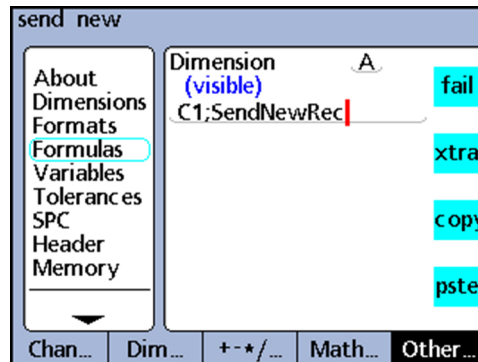 send new
About
Dimensions
Formats
Formulas
Variables
Tolerances
SPC
Header
Memory
Dimension A
(visible)
C1;SendNewRec
fail
xtra
copy
pste
Chan... Dim... +-*/... Math... Other...